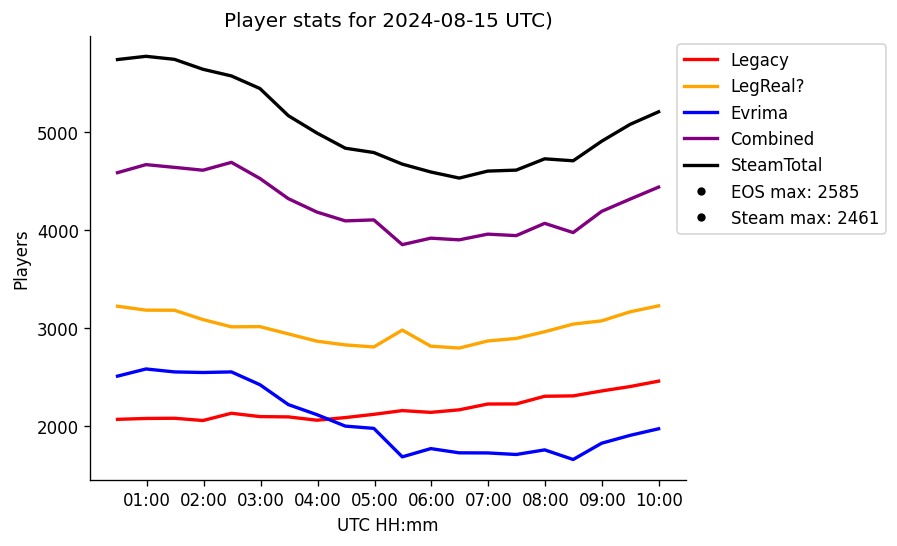 Player stats for 2024-08-15 UTC)
Legacy
LegReal?
Evrima
Combined
SteamTotal
EOS max: 2585
Steam max: 2461
Players
5000
4000
3000
2000
01:00 02:00 03:00 04:00 05:00 06:00 07:00 08:00 09:00 10:00
UTC HH:mm